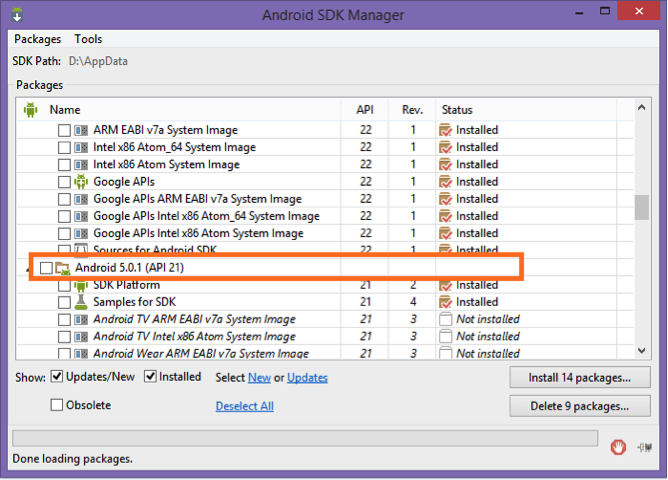 Android SDK Manager
Packages Tools
SDK Path: D:\AppData
Packages
Name API Rev. Status
ARM EABI v7a System Image 22 1 Installed
Intel x86 Atom_64 System Image 22 1 Installed
Intel x86 Atom System Image 22 1 Installed
Google APIs 22 1 Installed
Google APIs ARM EABI v7a System Image 22 1 Installed
Google APIs Intel x86 Atom_64 System Image 22 1 Installed
Google APIs Intel x86 Atom System Image 22 1 Installed
Sources for Android SDK 22 1 Installed
Android 5.0.1 (API 21)
SDK Platform 21 2 Installed
Samples for SDK 21 4 Installed
Android TV ARM EABI v7a System Image 21 3 Not installed
Android TV Intel x86 Atom System Image 21 3 Not installed
Android Wear ARM EABI v7a System Image 21 3 Not installed
Show: Updates/New Installed Select New or Updates Install 14 packages...
Obsolete Deselect All Delete 9 packages...
Done loading packages.